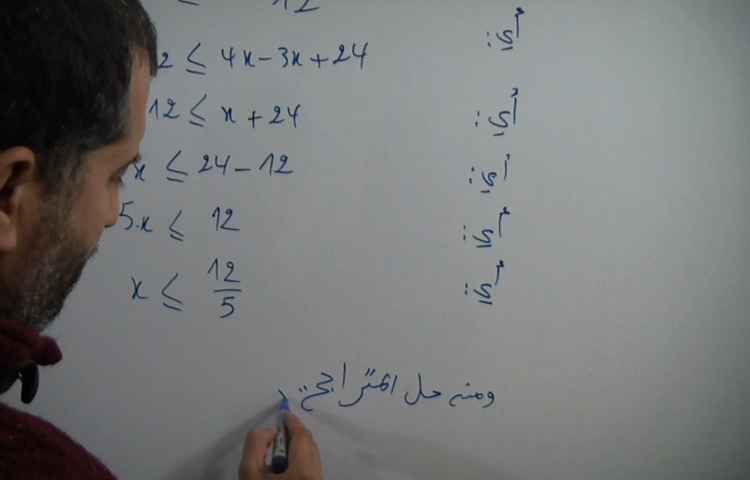 ≤ 12
2 ≤ 4x-3x+24 أي:
12 ≤ x+24 أي:
x ≤ 24-12 أي:
5x ≤ 12 أي:
x ≤ 12/5 أي:
ومنه حل المتراجحة